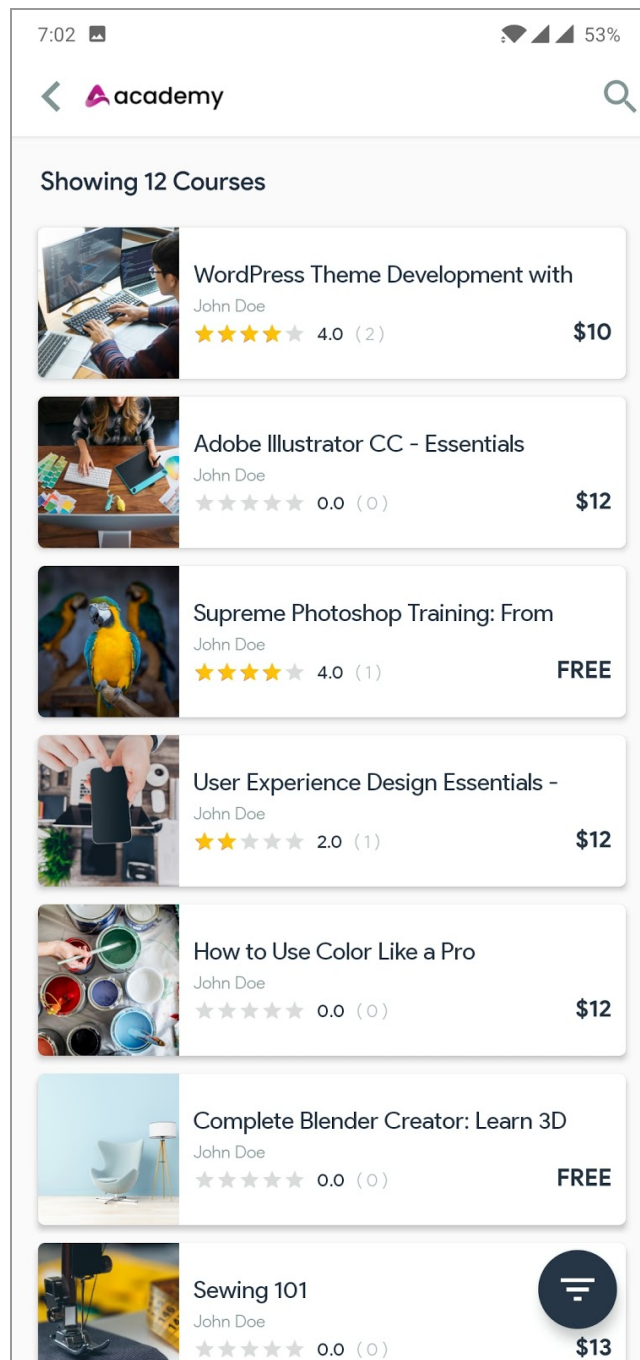 7:02 53%
academy
Showing 12 Courses
WordPress Theme Development with
John Doe
4.0 (2) $10
Adobe Illustrator CC - Essentials
John Doe
0.0 (0) $12
Supreme Photoshop Training: From
John Doe
4.0 (1) FREE
User Experience Design Essentials -
John Doe
2.0 (1) $12
How to Use Color Like a Pro
John Doe
0.0 (0) $12
Complete Blender Creator: Learn 3D
John Doe
0.0 (0) FREE
Sewing 101
John Doe
0.0 (0) $13